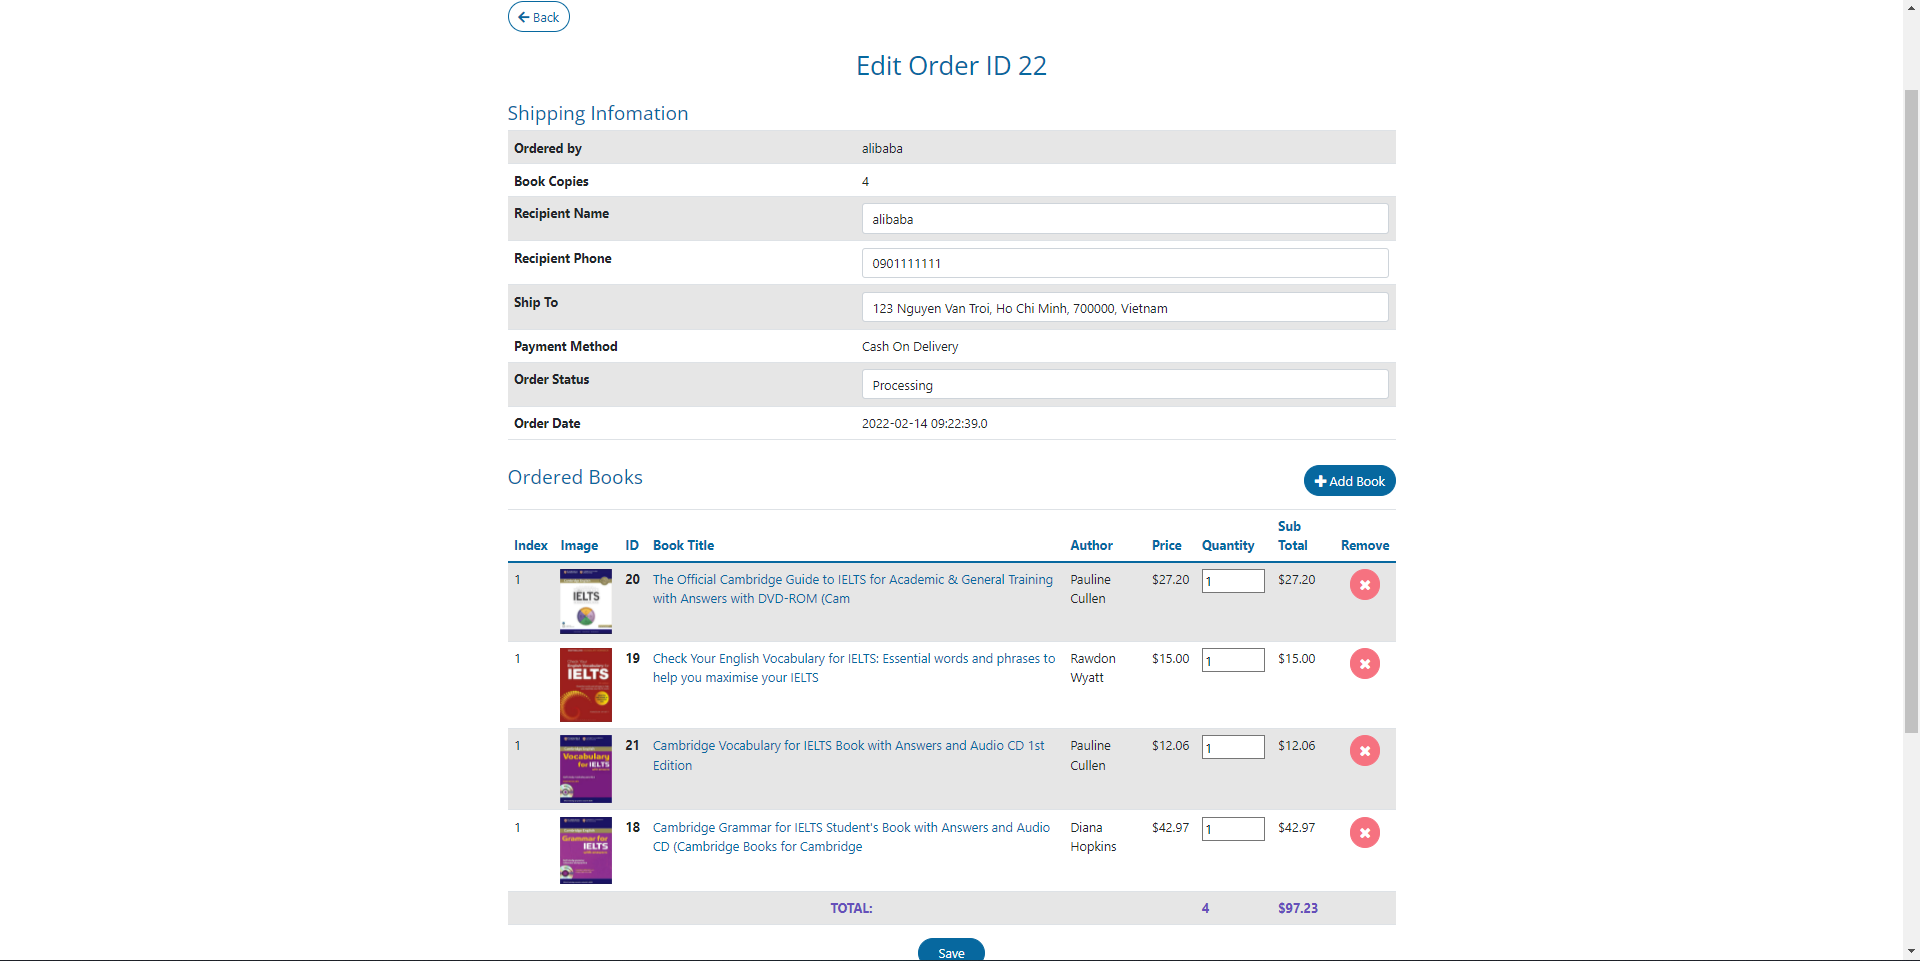 Back
Edit Order ID 22
Shipping Infomation
Ordered by alibaba
Book Copies 4
Recipient Name alibaba
Recipient Phone 0901111111
Ship To 123 Nguyen Van Troi, Ho Chi Minh, 700000, Vietnam
Payment Method Cash On Delivery
Order Status Processing
Order Date 2022-02-14 09:22:39.0
Ordered Books
Add Book
Index Image ID Book Title Author Price Quantity Sub Total Remove
1 20 The Official Cambridge Guide to IELTS for Academic & General Training Pauline $27.20 1 $27.20
with Answers with DVD-ROM (Cam Cullen
IELTS
1 19 Check Your English Vocabulary for IELTS: Essential words and phrases to Rawdon $15.00 1 $15.00
help you maximise your IELTS Wyatt
IELTS
1 21 Cambridge Vocabulary for IELTS Book with Answers and Audio CD 1st Pauline $12.06 1 $12.06
Edition Cullen
Vocabulary
for IELTS
1 18 Cambridge Grammar for IELTS Student's Book with Answers and Audio Diana $42.97 1 $42.97
CD (Cambridge Books for Cambridge Hopkins
Grammar for
IELTS
TOTAL: 4 $97.23
Save